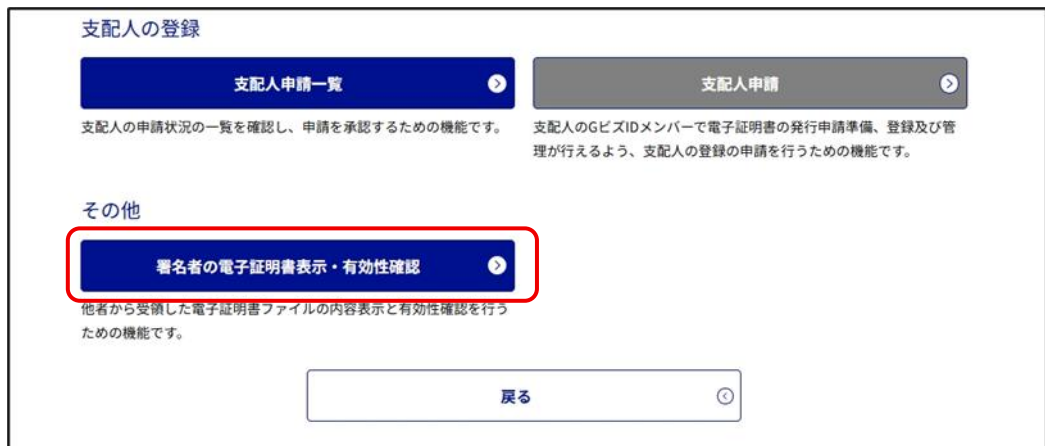 支配人の登録
支配人申請一覧
支配人申請
支配人の申請状況の一覧を確認し、申請を承認するための機能です。
支配人のGビズIDメンバーで電子証明書の発行申請準備、登録及び管
理が行えるよう、支配人の登録の申請を行うための機能です。
その他
署名者の電子証明書表示・有効性確認
他者から受領した電子証明書ファイルの内容表示と有効性確認を行う
ための機能です。
戻る